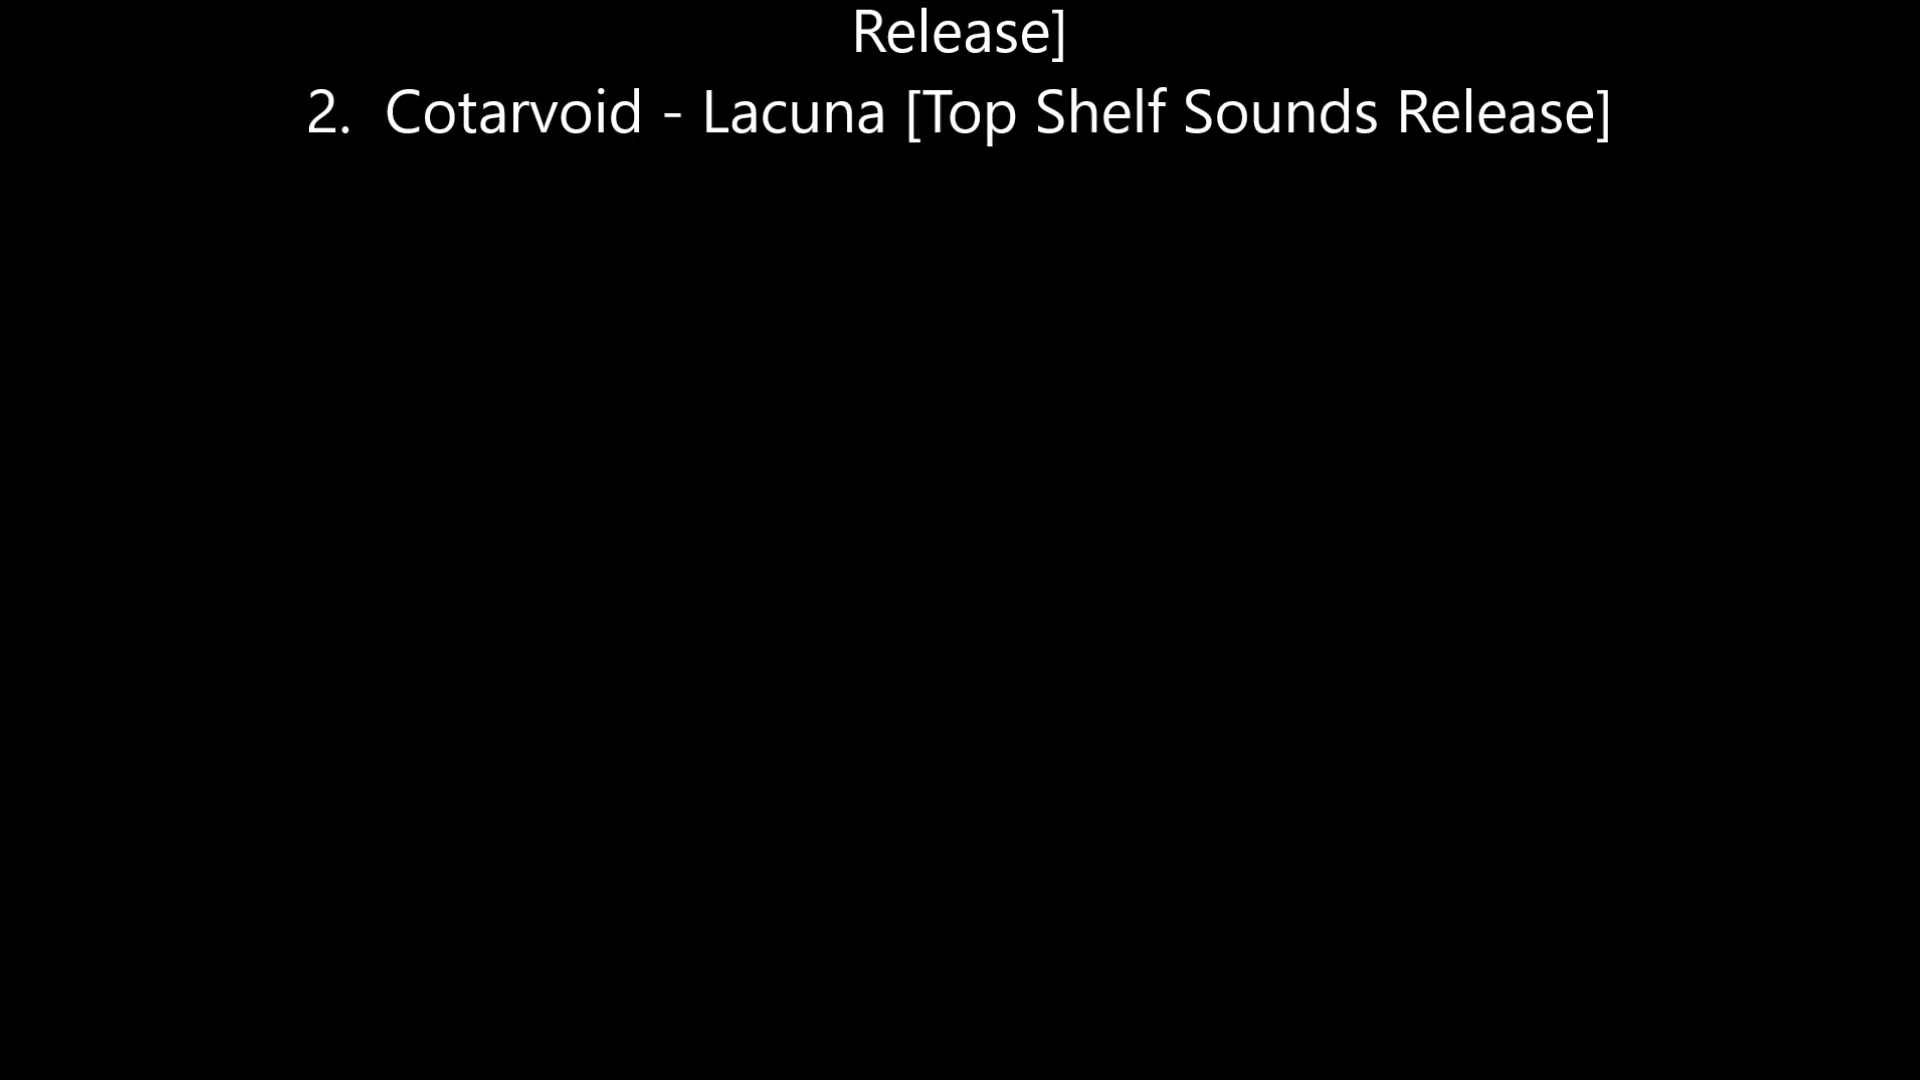 Release]
2. Cotarvoid - Lacuna [Top Shelf Sounds Release]